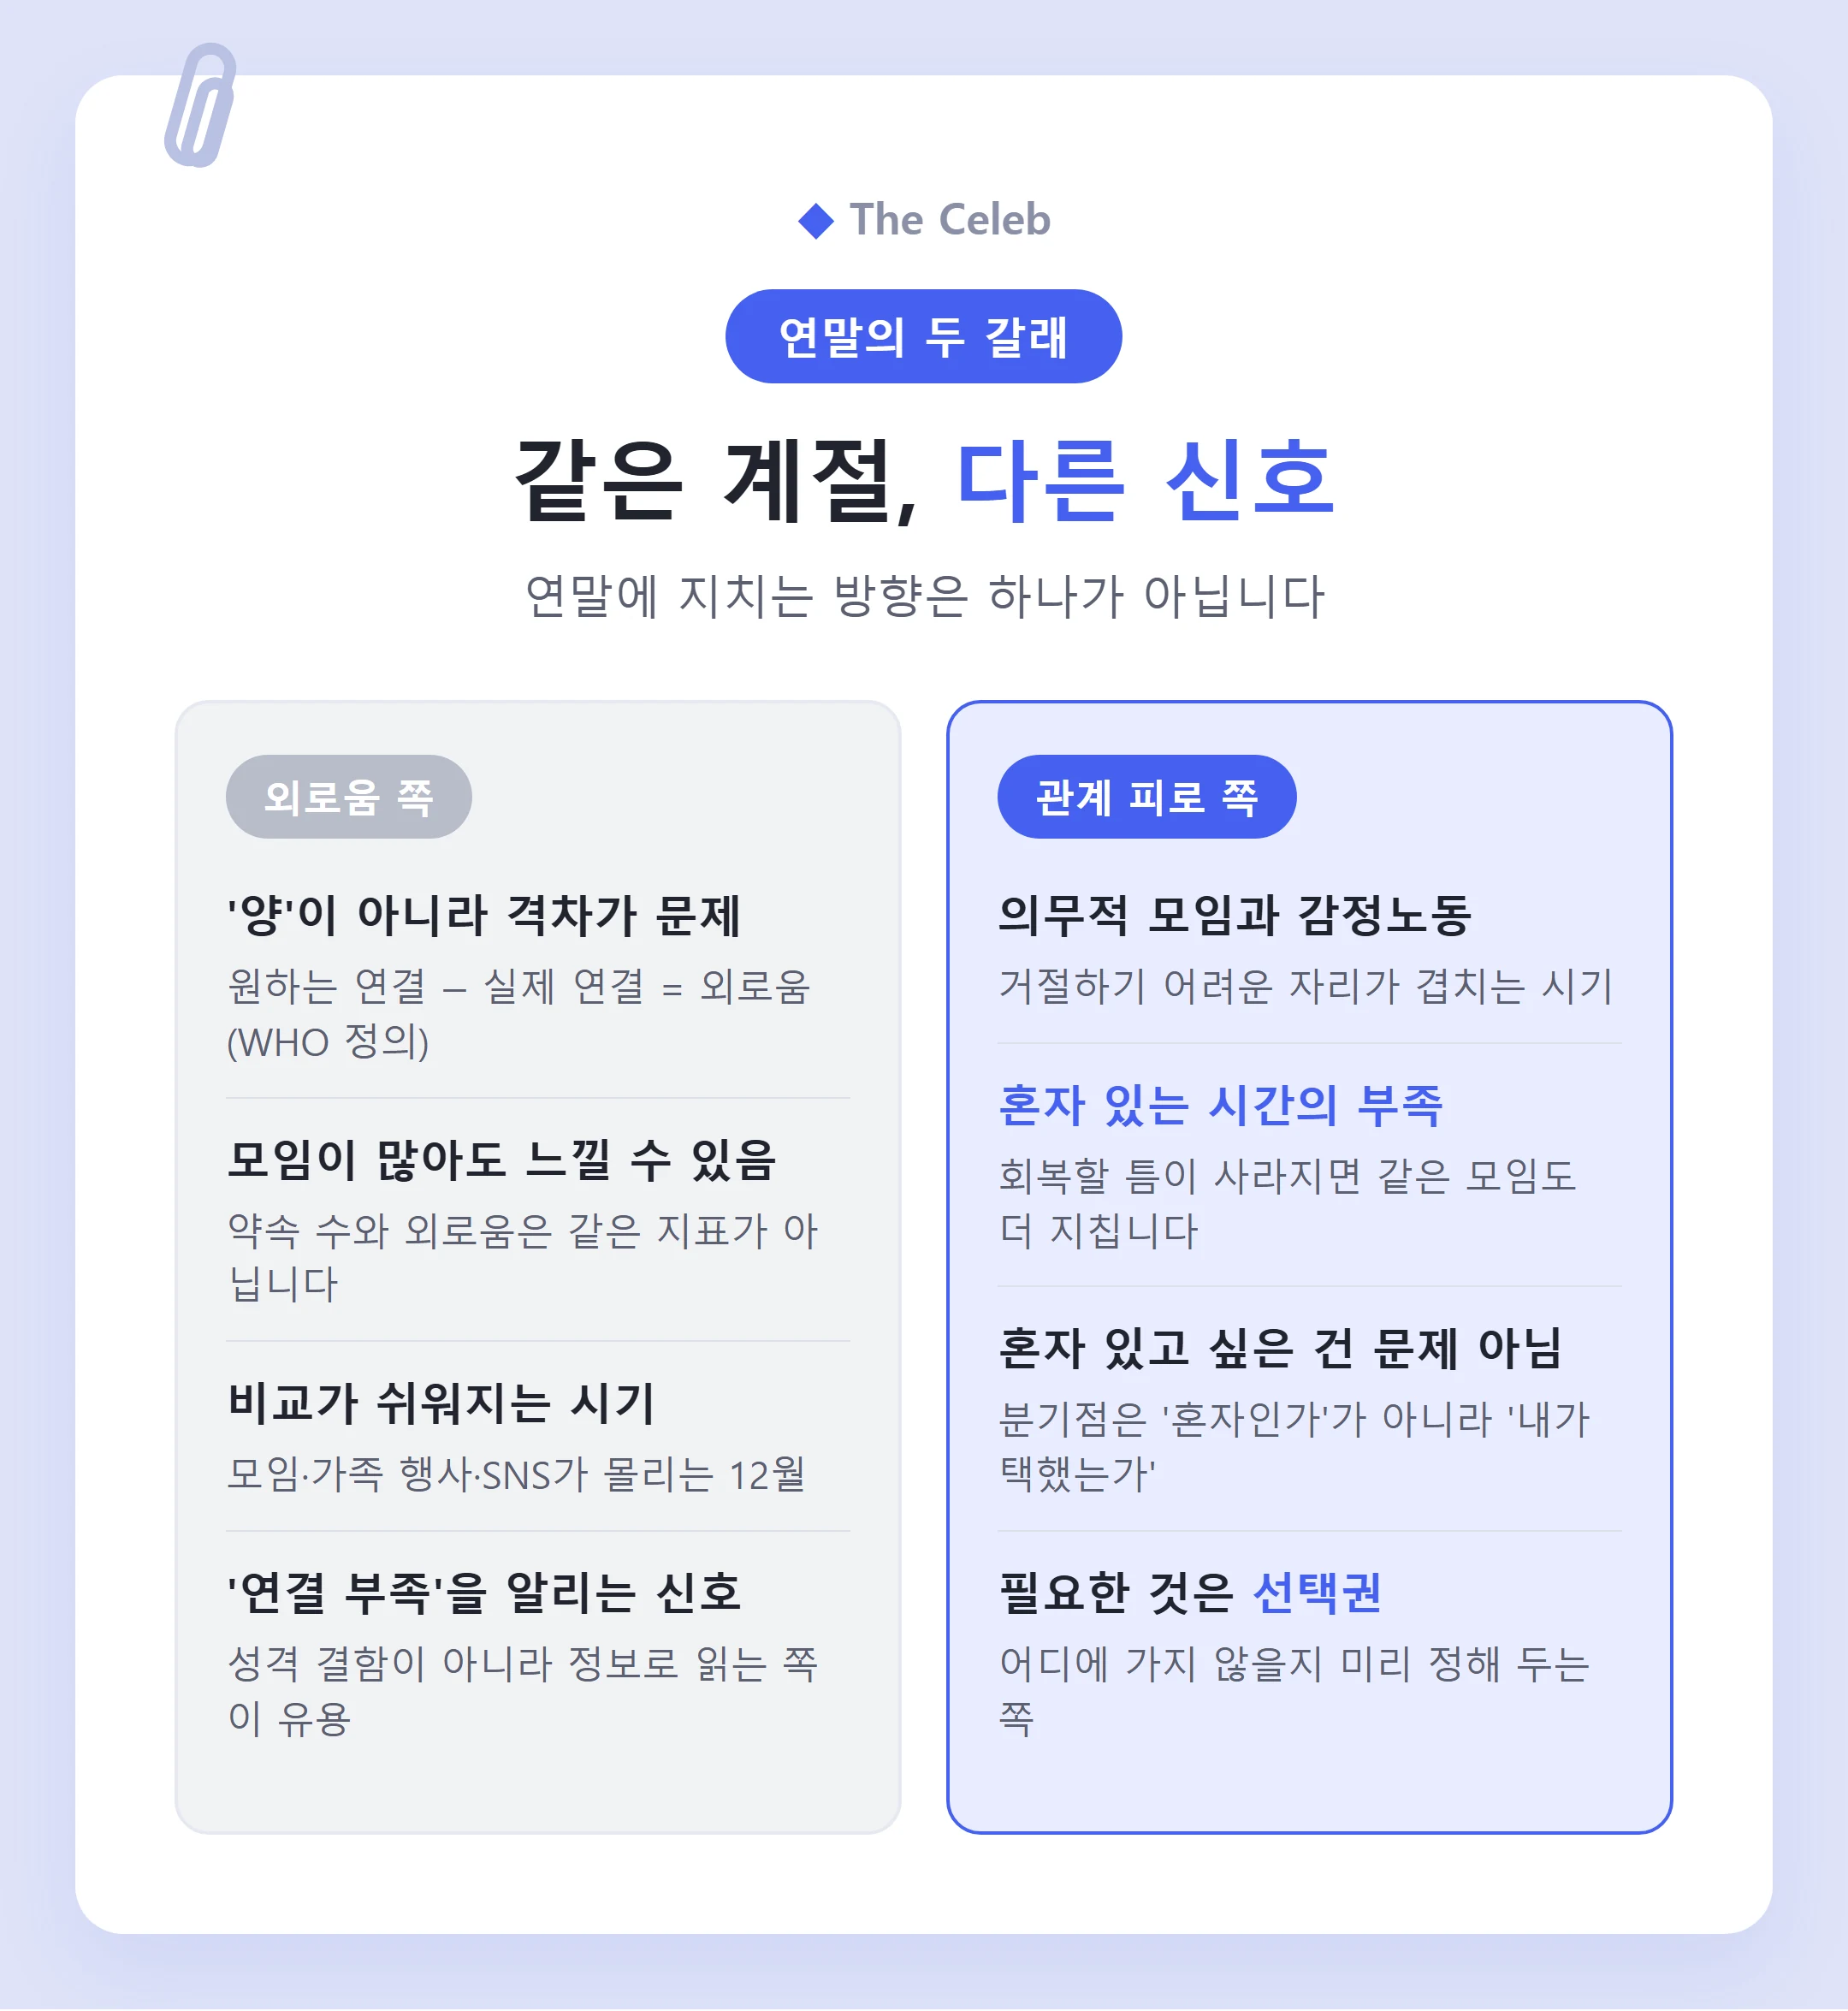 The Celeb
연말의 두 갈래
같은 계절, 다른 신호
연말에 지치는 방향은 하나가 아닙니다
외로움 쪽
'양'이 아니라 격차가 문제
원하는 연결 − 실제 연결 = 외로움
(WHO 정의)
모임이 많아도 느낄 수 있음
약속 수와 외로움은 같은 지표가 아
닙니다
비교가 쉬워지는 시기
모임·가족 행사·SNS가 몰리는 12월
'연결 부족'을 알리는 신호
성격 결함이 아니라 정보로 읽는 쪽
이 유용
관계 피로 쪽
의무적 모임과 감정노동
거절하기 어려운 자리가 겹치는 시기
혼자 있는 시간의 부족
회복할 틈이 사라지면 같은 모임도
더 지칩니다
혼자 있고 싶은 건 문제 아님
분기점은 '혼자인가'가 아니라 '내가
택했는가'
필요한 것은 선택권
어디에 가지 않을지 미리 정해 두는
쪽